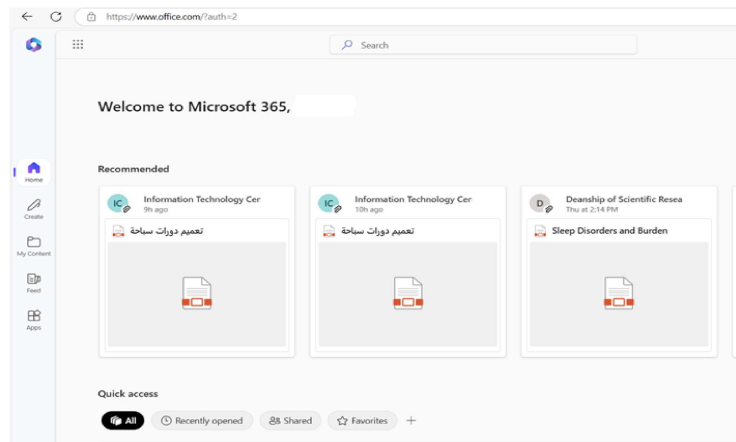 https://www.office.com/?auth=2
Search
Welcome to Microsoft 365,
Home
Create
My Content
Feed
Apps
Recommended
IC Information Technology Cer
9h ago
تعميم دورات سباحة
IC Information Technology Cer
10h ago
تعميم دورات سباحة
D Deanship of Scientific Resea
Thu at 2:14 PM
Sleep Disorders and Burden
Quick access
All Recently opened Shared Favorites